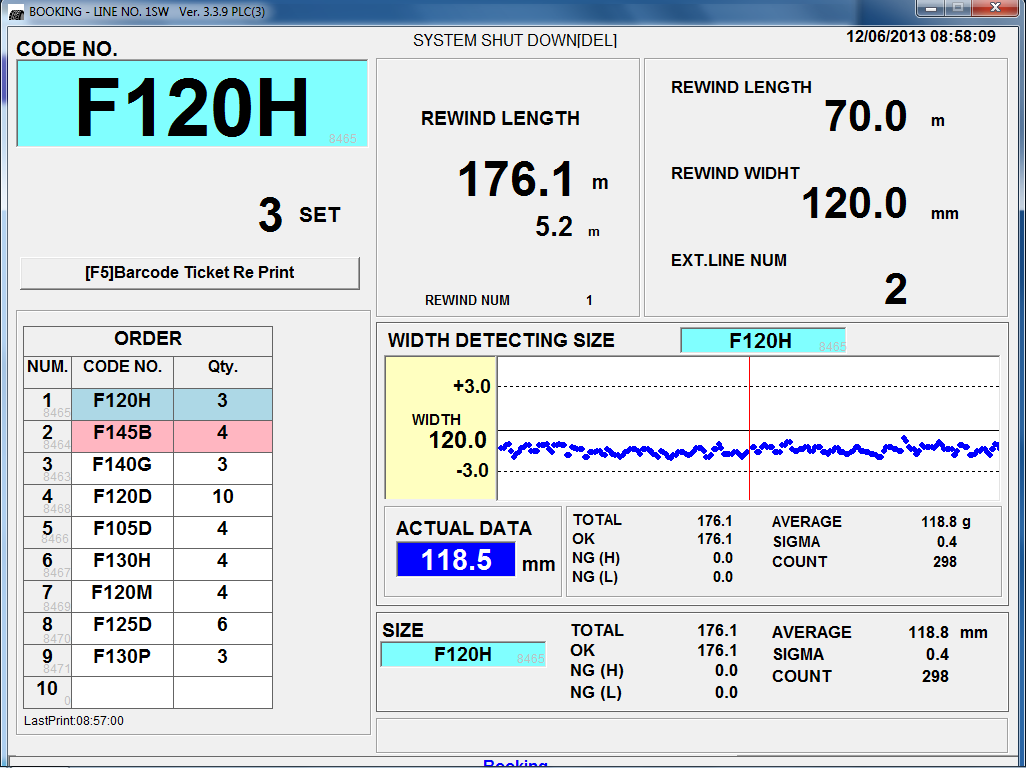 BOOKING - LINE NO. 1SW Ver. 3.3.9 PLC(3)
CODE NO.
SYSTEM SHUT DOWN[DEL]
12/06/2013 08:58:09
F120H
8465
3 SET
[F5]Barcode Ticket Re Print
REWIND LENGTH
176.1 m
5.2 m
REWIND NUM 1
REWIND LENGTH
70.0 m
REWIND WIDHT
120.0 mm
EXT.LINE NUM
2
ORDER
NUM. CODE NO. Qty.
1 8465 F120H 3
2 8464 F145B 4
3 8463 F140G 3
4 8468 F120D 10
5 8466 F105D 4
6 8467 F130H 4
7 8469 F120M 4
8 8470 F125D 6
9 8471 F130P 3
10 0
LastPrint:08:57:00
WIDTH DETECTING SIZE F120H 8465
+3.0
WIDTH
120.0
-3.0
ACTUAL DATA
118.5 mm
TOTAL 176.1
OK 176.1
NG (H) 0.0
NG (L) 0.0
AVERAGE 118.8 g
SIGMA 0.4
COUNT 298
SIZE
F120H 8465
TOTAL 176.1
OK 176.1
NG (H) 0.0
NG (L) 0.0
AVERAGE 118.8 mm
SIGMA 0.4
COUNT 298
Booking